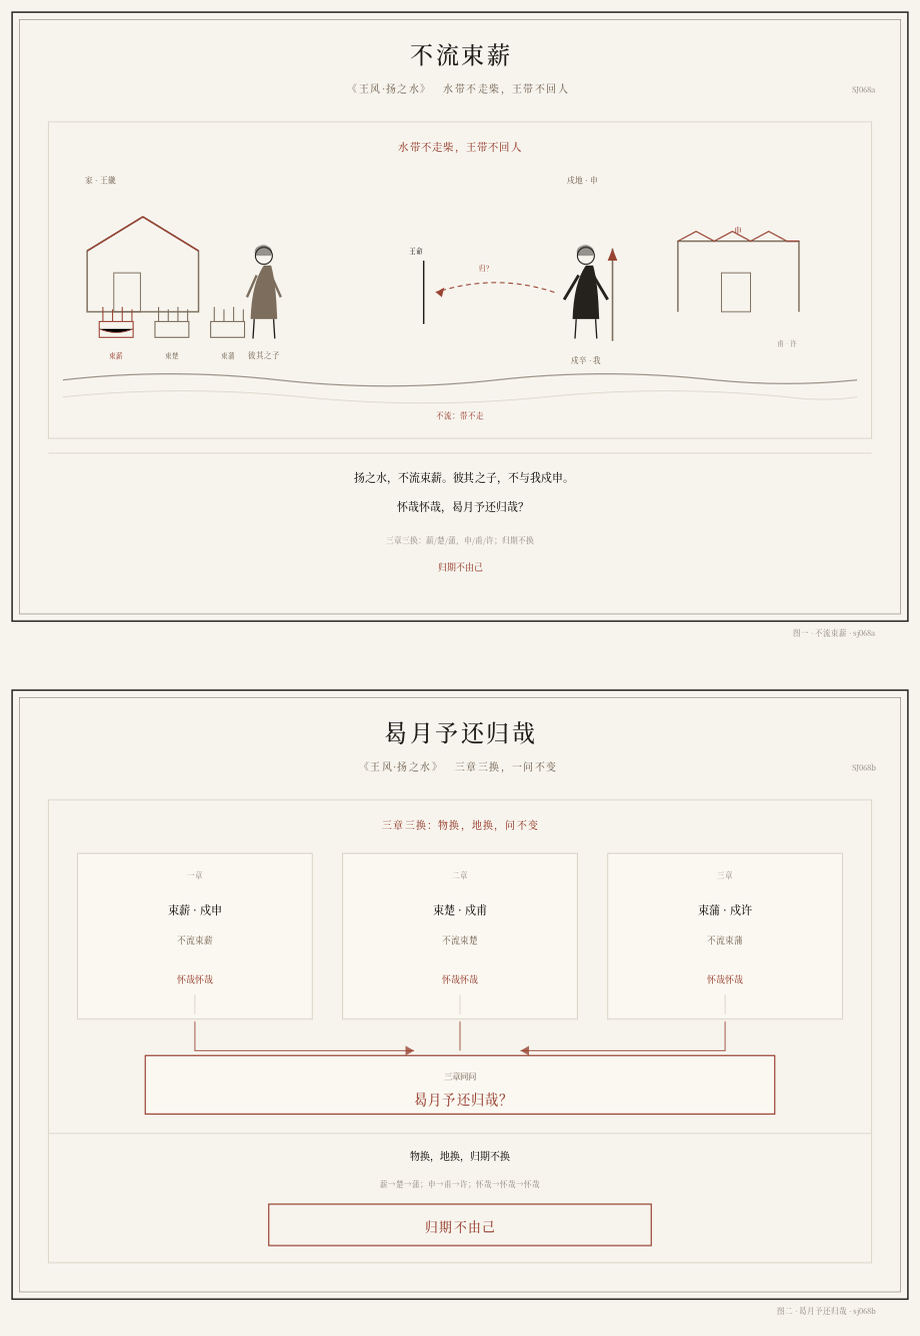 不流束薪
《王风·扬之水》 水带不走柴，王带不回人
SJ068a
水带不走柴，王带不回人
家 · 王畿
戍地 · 申
申
王命
归?
甫 · 许
束薪
束楚
束蒲
彼其之子
戍卒 · 我
不流：带不走
扬之水，不流束薪。彼其之子，不与我戍申。
怀哉怀哉，曷月予还归哉？
三章三换：薪/楚/蒲，申/甫/许；归期不换
归期不由己
图一 · 不流束薪 · sj068a
曷月予还归哉
《王风·扬之水》 三章三换，一问不变
SJ068b
三章三换：物换，地换，问不变
一章
束薪 · 戍申
不流束薪
怀哉怀哉
二章
束楚 · 戍甫
不流束楚
怀哉怀哉
三章
束蒲 · 戍许
不流束蒲
怀哉怀哉
三章同问
曷月予还归哉？
物换，地换，归期不换
薪→楚→蒲；申→甫→许；怀哉→怀哉→怀哉
归期不由己
图二 · 曷月予还归哉 · sj068b